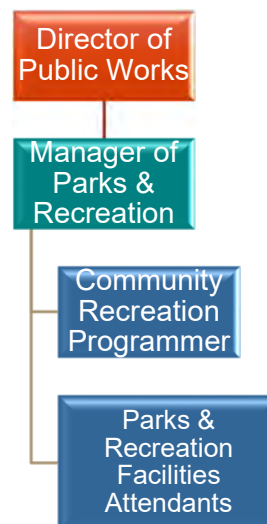 Director of
Public Works
Manager of
Parks &
Recreation
Community
Recreation
Programmer
Parks &
Recreation
Facilities
Attendants